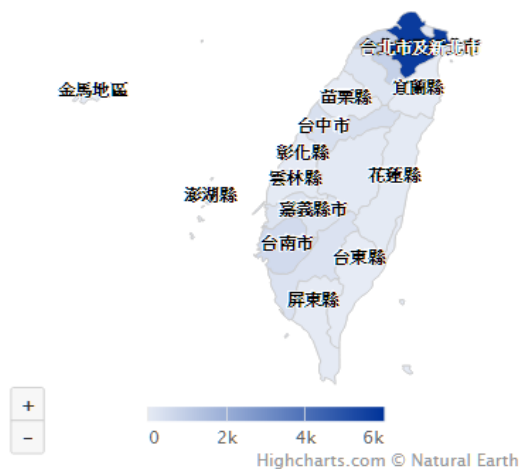 台北市及新北市
金馬地區
宜蘭縣
苗栗縣
台中市
彰化縣
雲林縣
花蓮縣
澎湖縣
嘉義縣市
台南市
台東縣
屏東縣
+
−
0 2k 4k 6k
Highcharts.com © Natural Earth